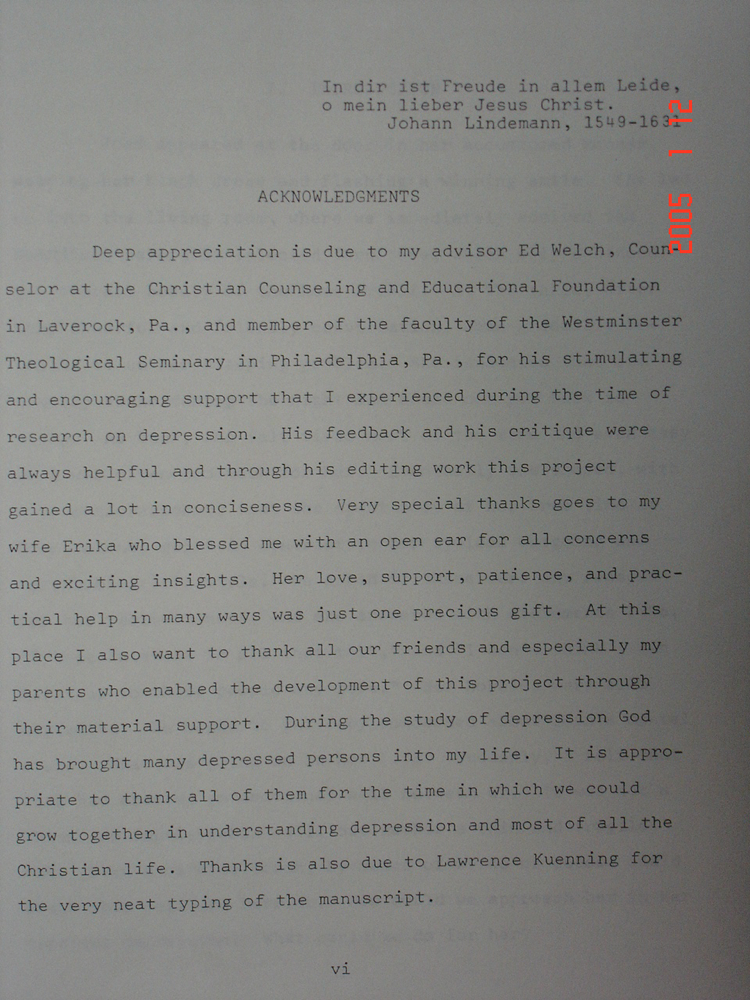 In dir ist Freude in allem Leide,
o mein lieber Jesus Christ.
Johann Lindemann, 1549-1631
2005 1 12
ACKNOWLEDGMENTS
Deep appreciation is due to my advisor Ed Welch, Coun-
selor at the Christian Counseling and Educational Foundation
in Laverock, Pa., and member of the faculty of the Westminster
Theological Seminary in Philadelphia, Pa., for his stimulating
and encouraging support that I experienced during the time of
research on depression. His feedback and his critique were
always helpful and through his editing work this project
gained a lot in conciseness. Very special thanks goes to my
wife Erika who blessed me with an open ear for all concerns
and exciting insights. Her love, support, patience, and prac-
tical help in many ways was just one precious gift. At this
place I also want to thank all our friends and especially my
parents who enabled the development of this project through
their material support. During the study of depression God
has brought many depressed persons into my life. It is appro-
priate to thank all of them for the time in which we could
grow together in understanding depression and most of all the
Christian life. Thanks is also due to Lawrence Kuenning for
the very neat typing of the manuscript.
vi